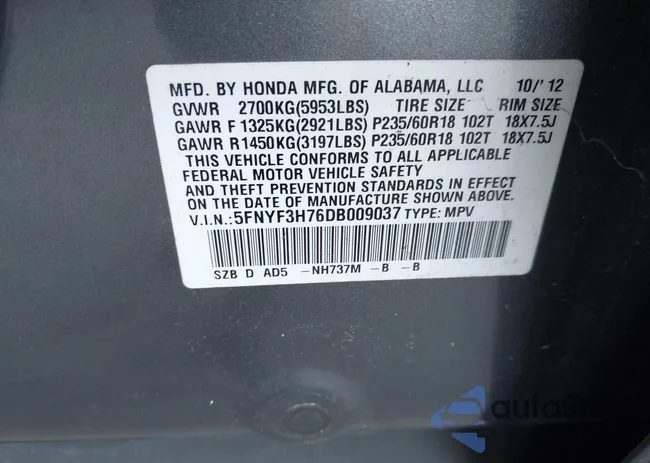 MFD. BY HONDA MFG. OF ALABAMA, LLC 10/'12
GVWR 2700KG(5953LBS) TIRE SIZE RIM SIZE
GAWR F 1325KG(2921LBS) P235/60R18 102T 18X7.5J
GAWR R1450KG(3197LBS) P235/60R18 102T 18X7.5J
THIS VEHICLE CONFORMS TO ALL APPLICABLE
FEDERAL MOTOR VEHICLE SAFETY
AND THEFT PREVENTION STANDARDS IN EFFECT
ON THE DATE OF MANUFACTURE SHOWN ABOVE.
V.I.N.:5FNYF3H76DB009037 TYPE: MPV
SZB D AD5 -NH737M -B -B